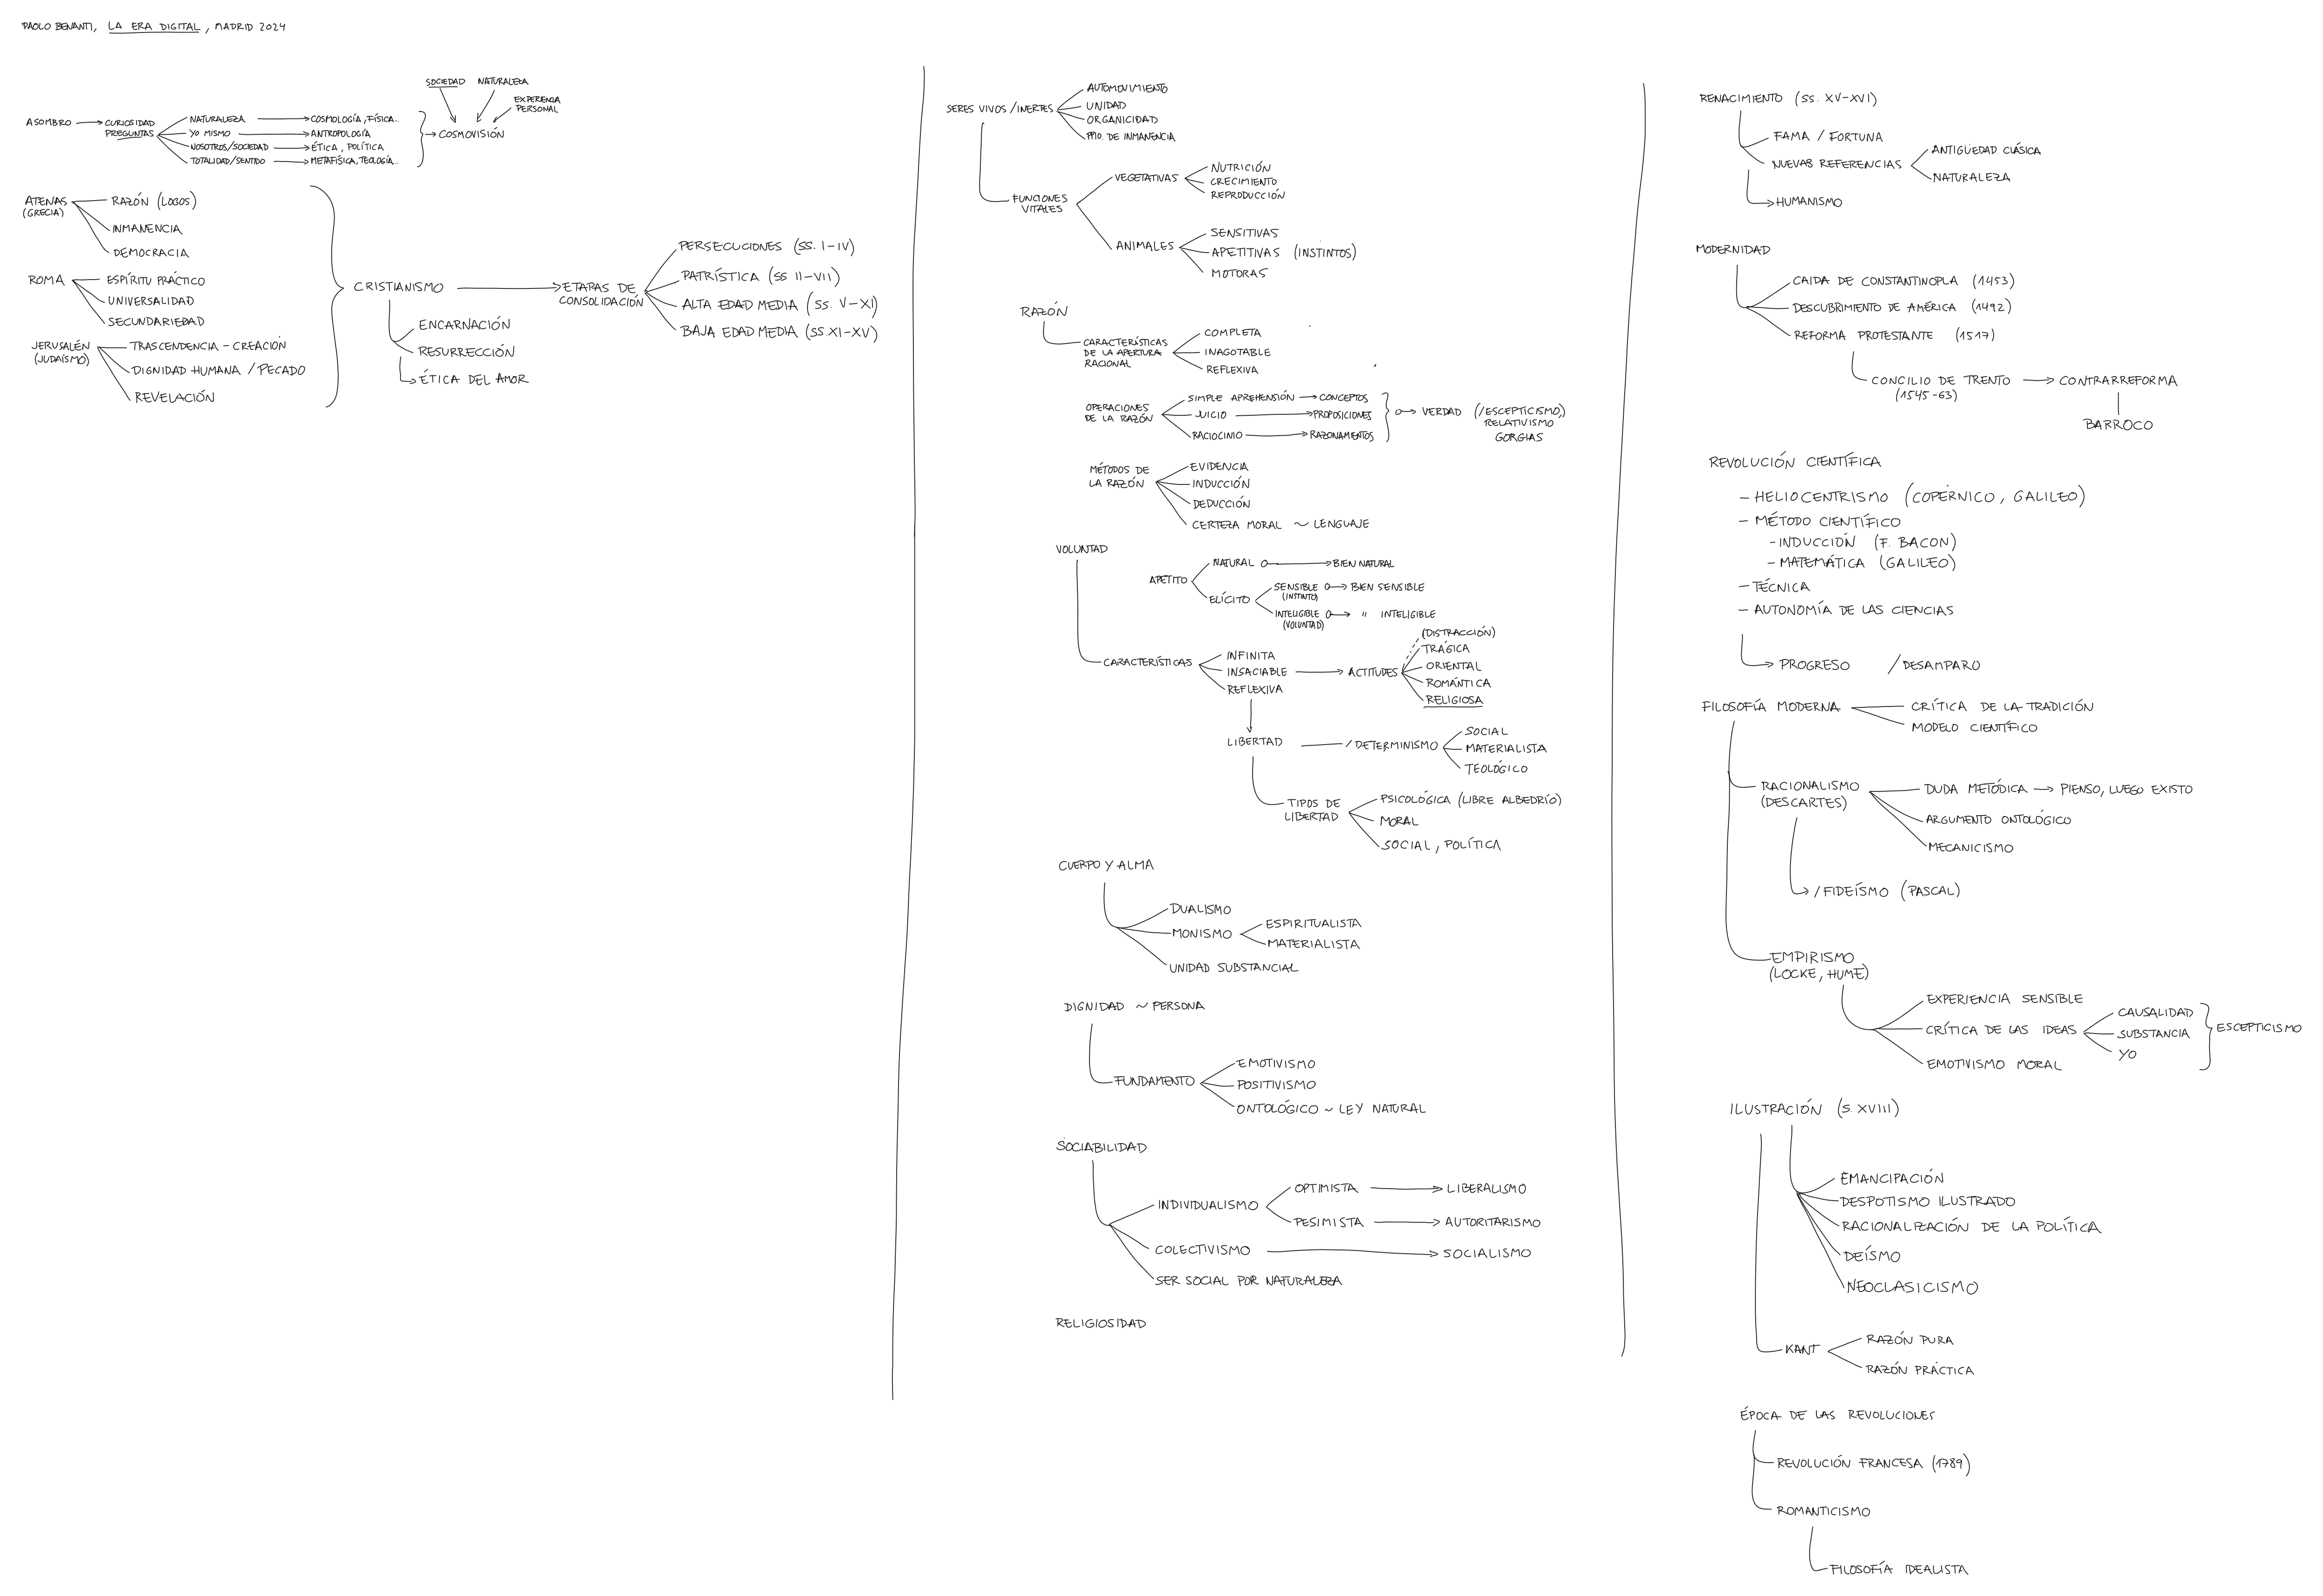 PAOLO BENANTI, LA ERA DIGITAL, MADRID 2024
SOCIEDAD NATURALEZA
EXPERIENCIA
PERSONAL
ASOMBRO → CURIOSIDAD
PREGUNTAS
NATURALEZA → COSMOLOGÍA, FÍSICA..
YO MISMO → ANTROPOLOGÍA
NOSOTROS/SOCIEDAD → ÉTICA, POLÍTICA
TOTALIDAD/SENTIDO → METAFÍSICA, TEOLOGÍA..
→ COSMOVISIÓN
ATENAS
(GRECIA)
RAZÓN (LOGOS)
INMANENCIA
DEMOCRACIA
ROMA
ESPÍRITU PRÁCTICO
UNIVERSALIDAD
SECUNDARIEDAD
JERUSALÉN
(JUDAÍSMO)
TRASCENDENCIA - CREACIÓN
DIGNIDAD HUMANA / PECADO
REVELACIÓN
CRISTIANISMO
ENCARNACIÓN
RESURRECCIÓN
ÉTICA DEL AMOR
ETAPAS DE
CONSOLIDACIÓN
PERSECUCIONES (SS. I-IV)
PATRÍSTICA (SS II-VII)
ALTA EDAD MEDIA (SS. V-XI)
BAJA EDAD MEDIA (SS XI-XV)
SERES VIVOS / INERTES
AUTOMOVIMIENTO
UNIDAD
ORGANICIDAD
PPIO. DE INMANENCIA
FUNCIONES
VITALES
VEGETATIVAS
NUTRICIÓN
CRECIMIENTO
REPRODUCCIÓN
ANIMALES
SENSITIVAS
APETITIVAS (INSTINTOS)
MOTORAS
RAZÓN
CARACTERÍSTICAS
DE LA APERTURA
RACIONAL
COMPLETA
INAGOTABLE
REFLEXIVA
OPERACIONES
DE LA RAZÓN
SIMPLE APREHENSIÓN → CONCEPTOS
JUICIO → PROPOSICIONES
RACIOCINIO → RAZONAMIENTOS
VERDAD (/ESCEPTICISMO,)
RELATIVISMO
GORGIAS
MÉTODOS DE
LA RAZÓN
EVIDENCIA
INDUCCIÓN
DEDUCCIÓN
CERTEZA MORAL ~ LENGUAJE
VOLUNTAD
APETITO
NATURAL → BIEN NATURAL
ELÍCITO
SENSIBLE → BIEN SENSIBLE
(INSTINTO)
INTELIGIBLE → " INTELIGIBLE
(VOLUNTAD)
CARACTERÍSTICAS
INFINITA
INSACIABLE → ACTITUDES
REFLEXIVA
(DISTRACCIÓN)
TRÁGICA
ORIENTAL
ROMÁNTICA
RELIGIOSA
LIBERTAD
/ DETERMINISMO
SOCIAL
MATERIALISTA
TEOLÓGICO
TIPOS DE
LIBERTAD
PSICOLÓGICA (LIBRE ALBEDRÍO)
MORAL
SOCIAL, POLÍTICA
CUERPO Y ALMA
DUALISMO
MONISMO
ESPIRITUALISTA
MATERIALISTA
UNIDAD SUBSTANCIAL
DIGNIDAD ~ PERSONA
FUNDAMENTO
EMOTIVISMO
POSITIVISMO
ONTOLÓGICO ~ LEY NATURAL
SOCIABILIDAD
INDIVIDUALISMO
OPTIMISTA → LIBERALISMO
PESIMISTA → AUTORITARISMO
COLECTIVISMO → SOCIALISMO
SER SOCIAL POR NATURALEZA
RELIGIOSIDAD
RENACIMIENTO (SS. XV-XVI)
FAMA / FORTUNA
NUEVAS REFERENCIAS
ANTIGÜEDAD CLÁSICA
NATURALEZA
HUMANISMO
MODERNIDAD
CAIDA DE CONSTANTINOPLA (1453)
DESCUBRIMIENTO DE AMÉRICA (1492)
REFORMA PROTESTANTE (1517)
CONCILIO DE TRENTO → CONTRARREFORMA
(1545-63)
BARROCO
REVOLUCIÓN CIENTÍFICA
- HELIOCENTRISMO (COPÉRNICO, GALILEO)
- MÉTODO CIENTÍFICO
- INDUCCIÓN (F. BACON)
- MATEMÁTICA (GALILEO)
- TÉCNICA
- AUTONOMÍA DE LAS CIENCIAS
→ PROGRESO / DESAMPARO
FILOSOFÍA MODERNA
CRÍTICA DE LA TRADICIÓN
MODELO CIENTÍFICO
RACIONALISMO
(DESCARTES)
DUDA METÓDICA → PIENSO, LUEGO EXISTO
ARGUMENTO ONTOLÓGICO
MECANICISMO
/ FIDEÍSMO (PASCAL)
EMPIRISMO
(LOCKE, HUME)
EXPERIENCIA SENSIBLE
CRÍTICA DE LAS IDEAS
CAUSALIDAD
SUBSTANCIA
YO
ESCEPTICISMO
EMOTIVISMO MORAL
ILUSTRACIÓN (S. XVIII)
EMANCIPACIÓN
DESPOTISMO ILUSTRADO
RACIONALIZACIÓN DE LA POLÍTICA
DEÍSMO
NEOCLASICISMO
KANT
RAZÓN PURA
RAZÓN PRÁCTICA
ÉPOCA DE LAS REVOLUCIONES
REVOLUCIÓN FRANCESA (1789)
ROMANTICISMO
FILOSOFÍA IDEALISTA